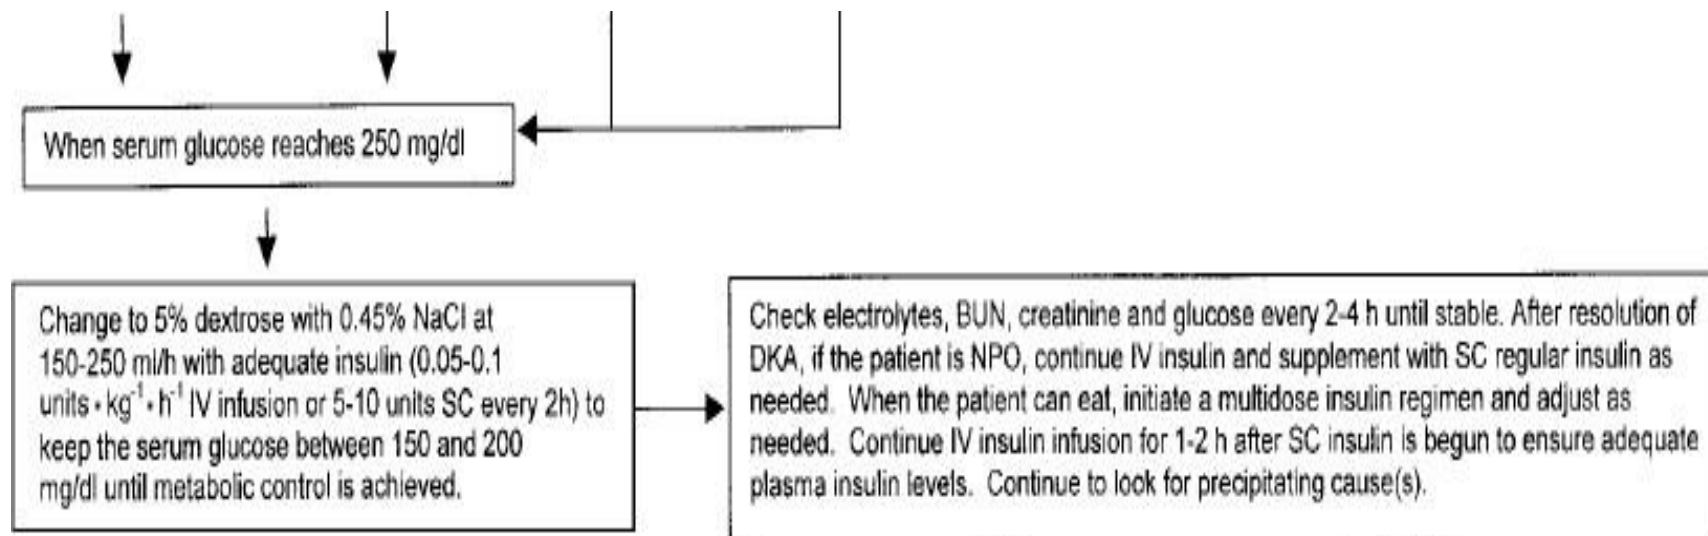 When serum glucose reaches 250 mg/dl
Change to 5% dextrose with 0.45% NaCl at
150-250 ml/h with adequate insulin (0.05-0.1
units · kg⁻¹ · h⁻¹ IV infusion or 5-10 units SC every 2h) to
keep the serum glucose between 150 and 200
mg/dl until metabolic control is achieved.
Check electrolytes, BUN, creatinine and glucose every 2-4 h until stable. After resolution of
DKA, if the patient is NPO, continue IV insulin and supplement with SC regular insulin as
needed. When the patient can eat, initiate a multidose insulin regimen and adjust as
needed. Continue IV insulin infusion for 1-2 h after SC insulin is begun to ensure adequate
plasma insulin levels. Continue to look for precipitating cause(s).